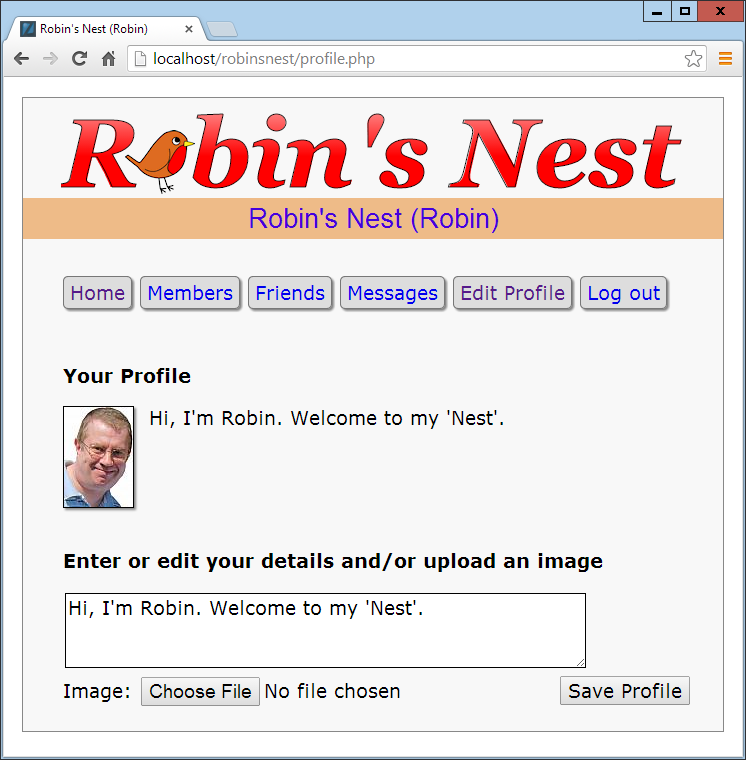 Robin's Nest (Robin)
localhost/robinsnest/profile.php
Robin's Nest
Robin's Nest (Robin)
Home Members Friends Messages Edit Profile Log out
Your Profile
Hi, I'm Robin. Welcome to my 'Nest'.
Enter or edit your details and/or upload an image
Hi, I'm Robin. Welcome to my 'Nest'.
Image: Choose File No file chosen Save Profile